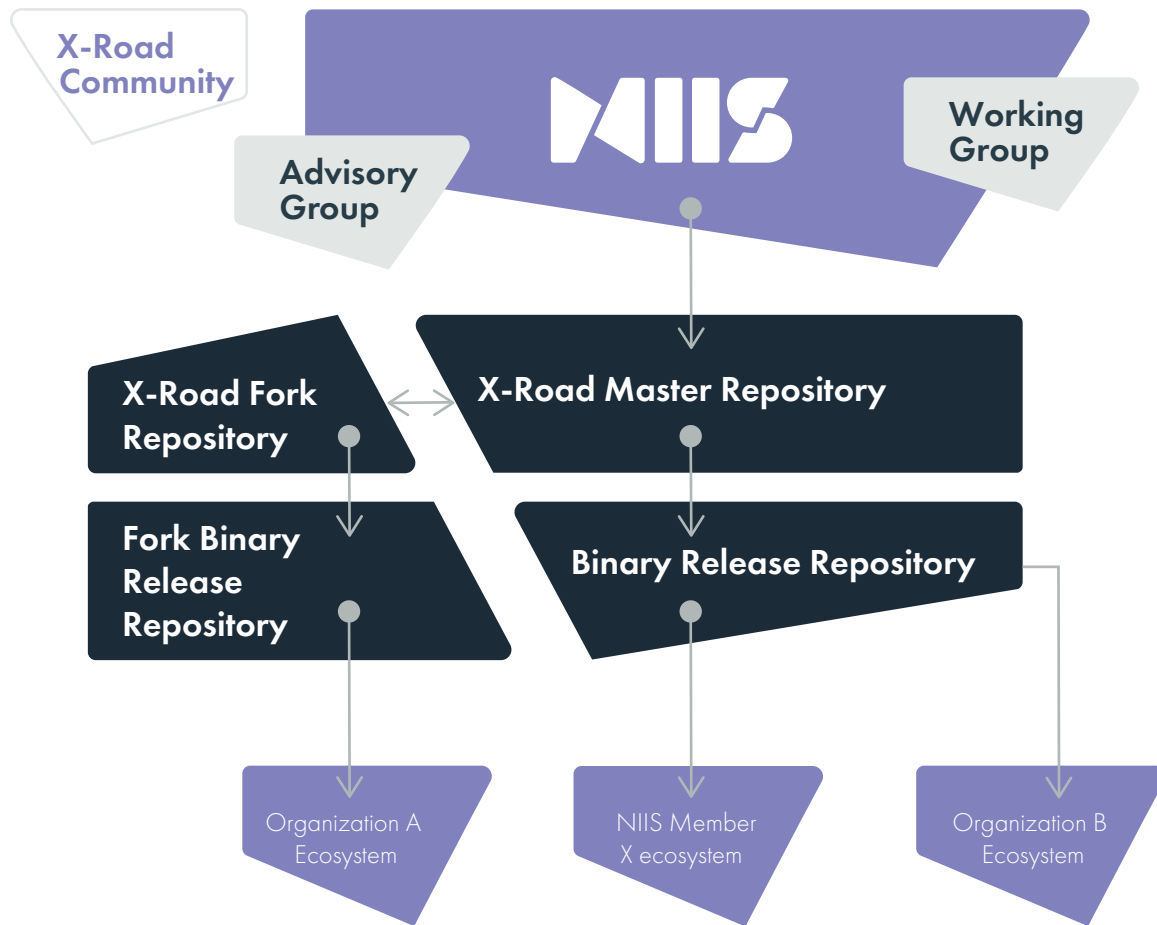 X-Road
Community
NIIS
Working
Group
Advisory
Group
X-Road Fork
Repository
X-Road Master Repository
Fork Binary
Release
Repository
Binary Release Repository
Organization A
Ecosystem
NIIS Member
X ecosystem
Organization B
Ecosystem